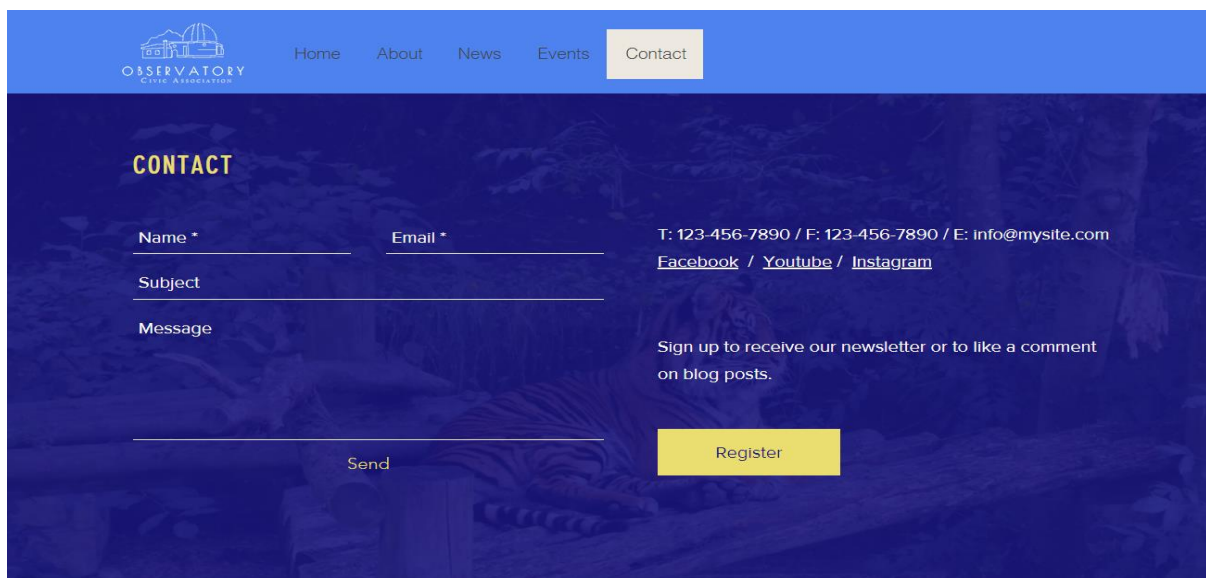 OBSERVATORY
CIVIC ASSOCIATION
Home About News Events Contact
CONTACT
Name * Email *
Subject
Message
Send
T: 123-456-7890 / F: 123-456-7890 / E: info@mysite.com
Facebook / Youtube / Instagram
Sign up to receive our newsletter or to like a comment
on blog posts.
Register